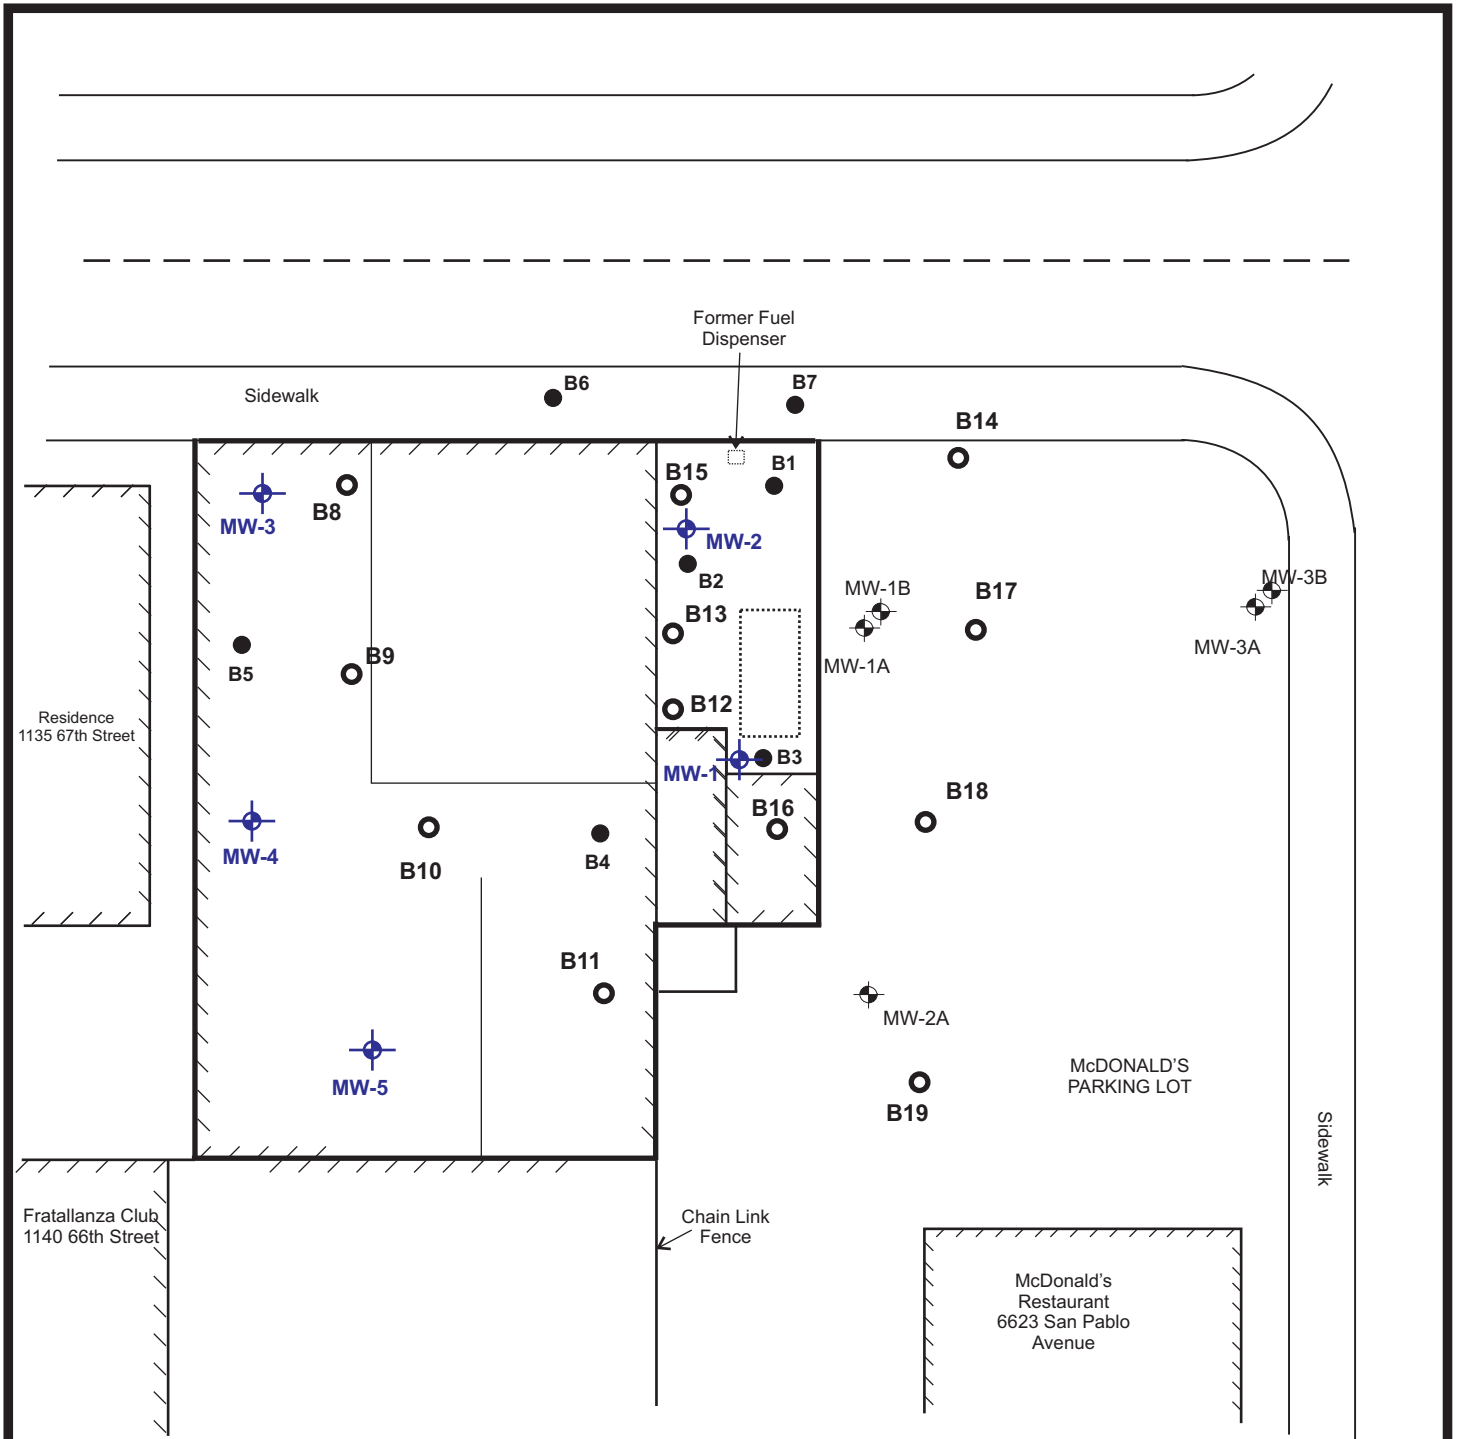 Former Fuel
Dispenser
Sidewalk
B6
B7
B14
B15
B1
B8
MW-3
MW-2
B2
MW-1B
B17
MW-3B
B13
MW-3A
B9
B5
MW-1A
B12
Residence
1135 67th Street
B3
MW-1
B18
B16
MW-4
B10
B4
B11
MW-2A
McDONALD'S
PARKING LOT
MW-5
B19
Sidewalk
Fratallanza Club
1140 66th Street
Chain Link
Fence
McDonald's
Restaurant
6623 San Pablo
Avenue